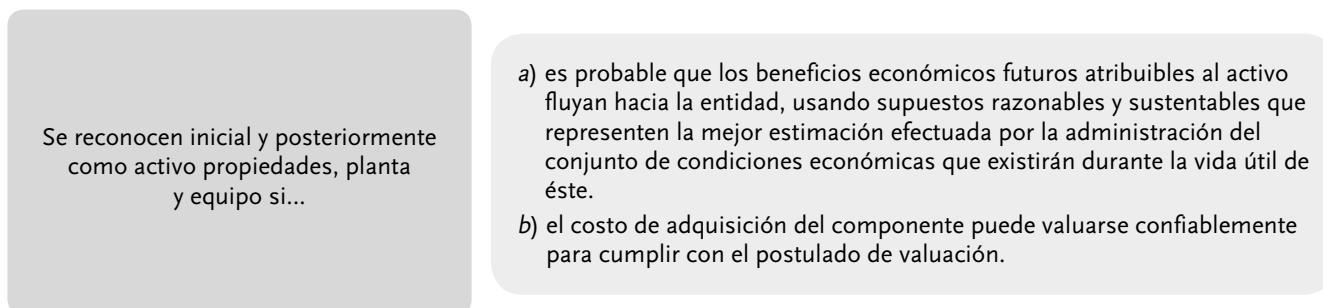 Se reconocen inicial y posteriormente
como activo propiedades, planta
y equipo si...
a) es probable que los beneficios económicos futuros atribuibles al activo
fluyan hacia la entidad, usando supuestos razonables y sustentables que
representen la mejor estimación efectuada por la administración del
conjunto de condiciones económicas que existirán durante la vida útil de
éste.
b) el costo de adquisición del componente puede valuarse confiablemente
para cumplir con el postulado de valuación.